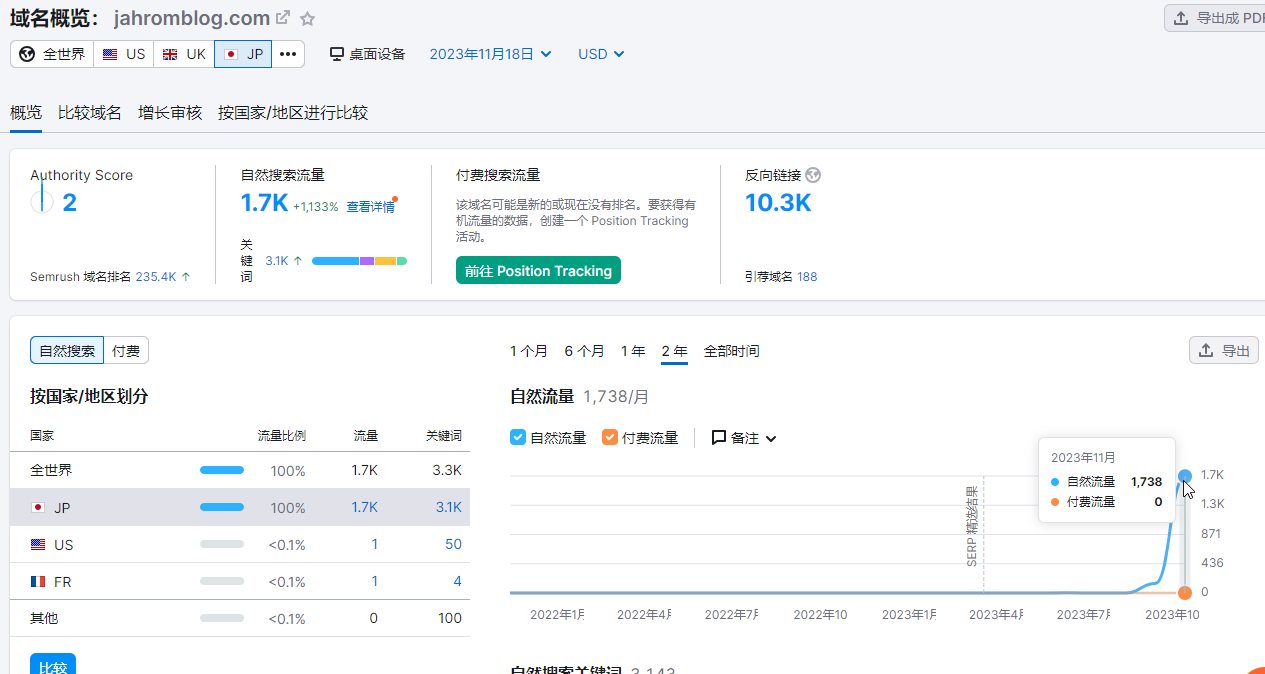 域名概览： jahromblog.com
导出成 PDF
全世界 US UK JP ••• 桌面设备 2023年11月18日 USD
概览 比较域名 增长审核 按国家/地区进行比较
Authority Score
2
Semrush 域名排名 235.4K ↑
自然搜索流量
1.7K +1,133% 查看详情
关键词 3.1K ↑
付费搜索流量
该域名可能是新的或现在没有排名。要获得有
机流量的数据，创建一个 Position Tracking
活动。
前往 Position Tracking
反向链接
10.3K
引荐域名 188
自然搜索 付费
按国家/地区划分
国家 流量比例 流量 关键词
全世界 100% 1.7K 3.3K
JP 100% 1.7K 3.1K
US <0.1% 1 50
FR <0.1% 1 4
其他 <0.1% 0 100
比较
1 个月 6 个月 1 年 2 年 全部时间
导出
自然流量 1,738/月
自然流量 付费流量 备注
2023年11月
自然流量 1,738
付费流量 0
SERP 精选结果
1.7K
1.3K
871
436
0
2022年1月 2022年4月 2022年7月 2022年10 2023年1月 2023年4月 2023年7月 2023年10
自然搜索关键词 3,143